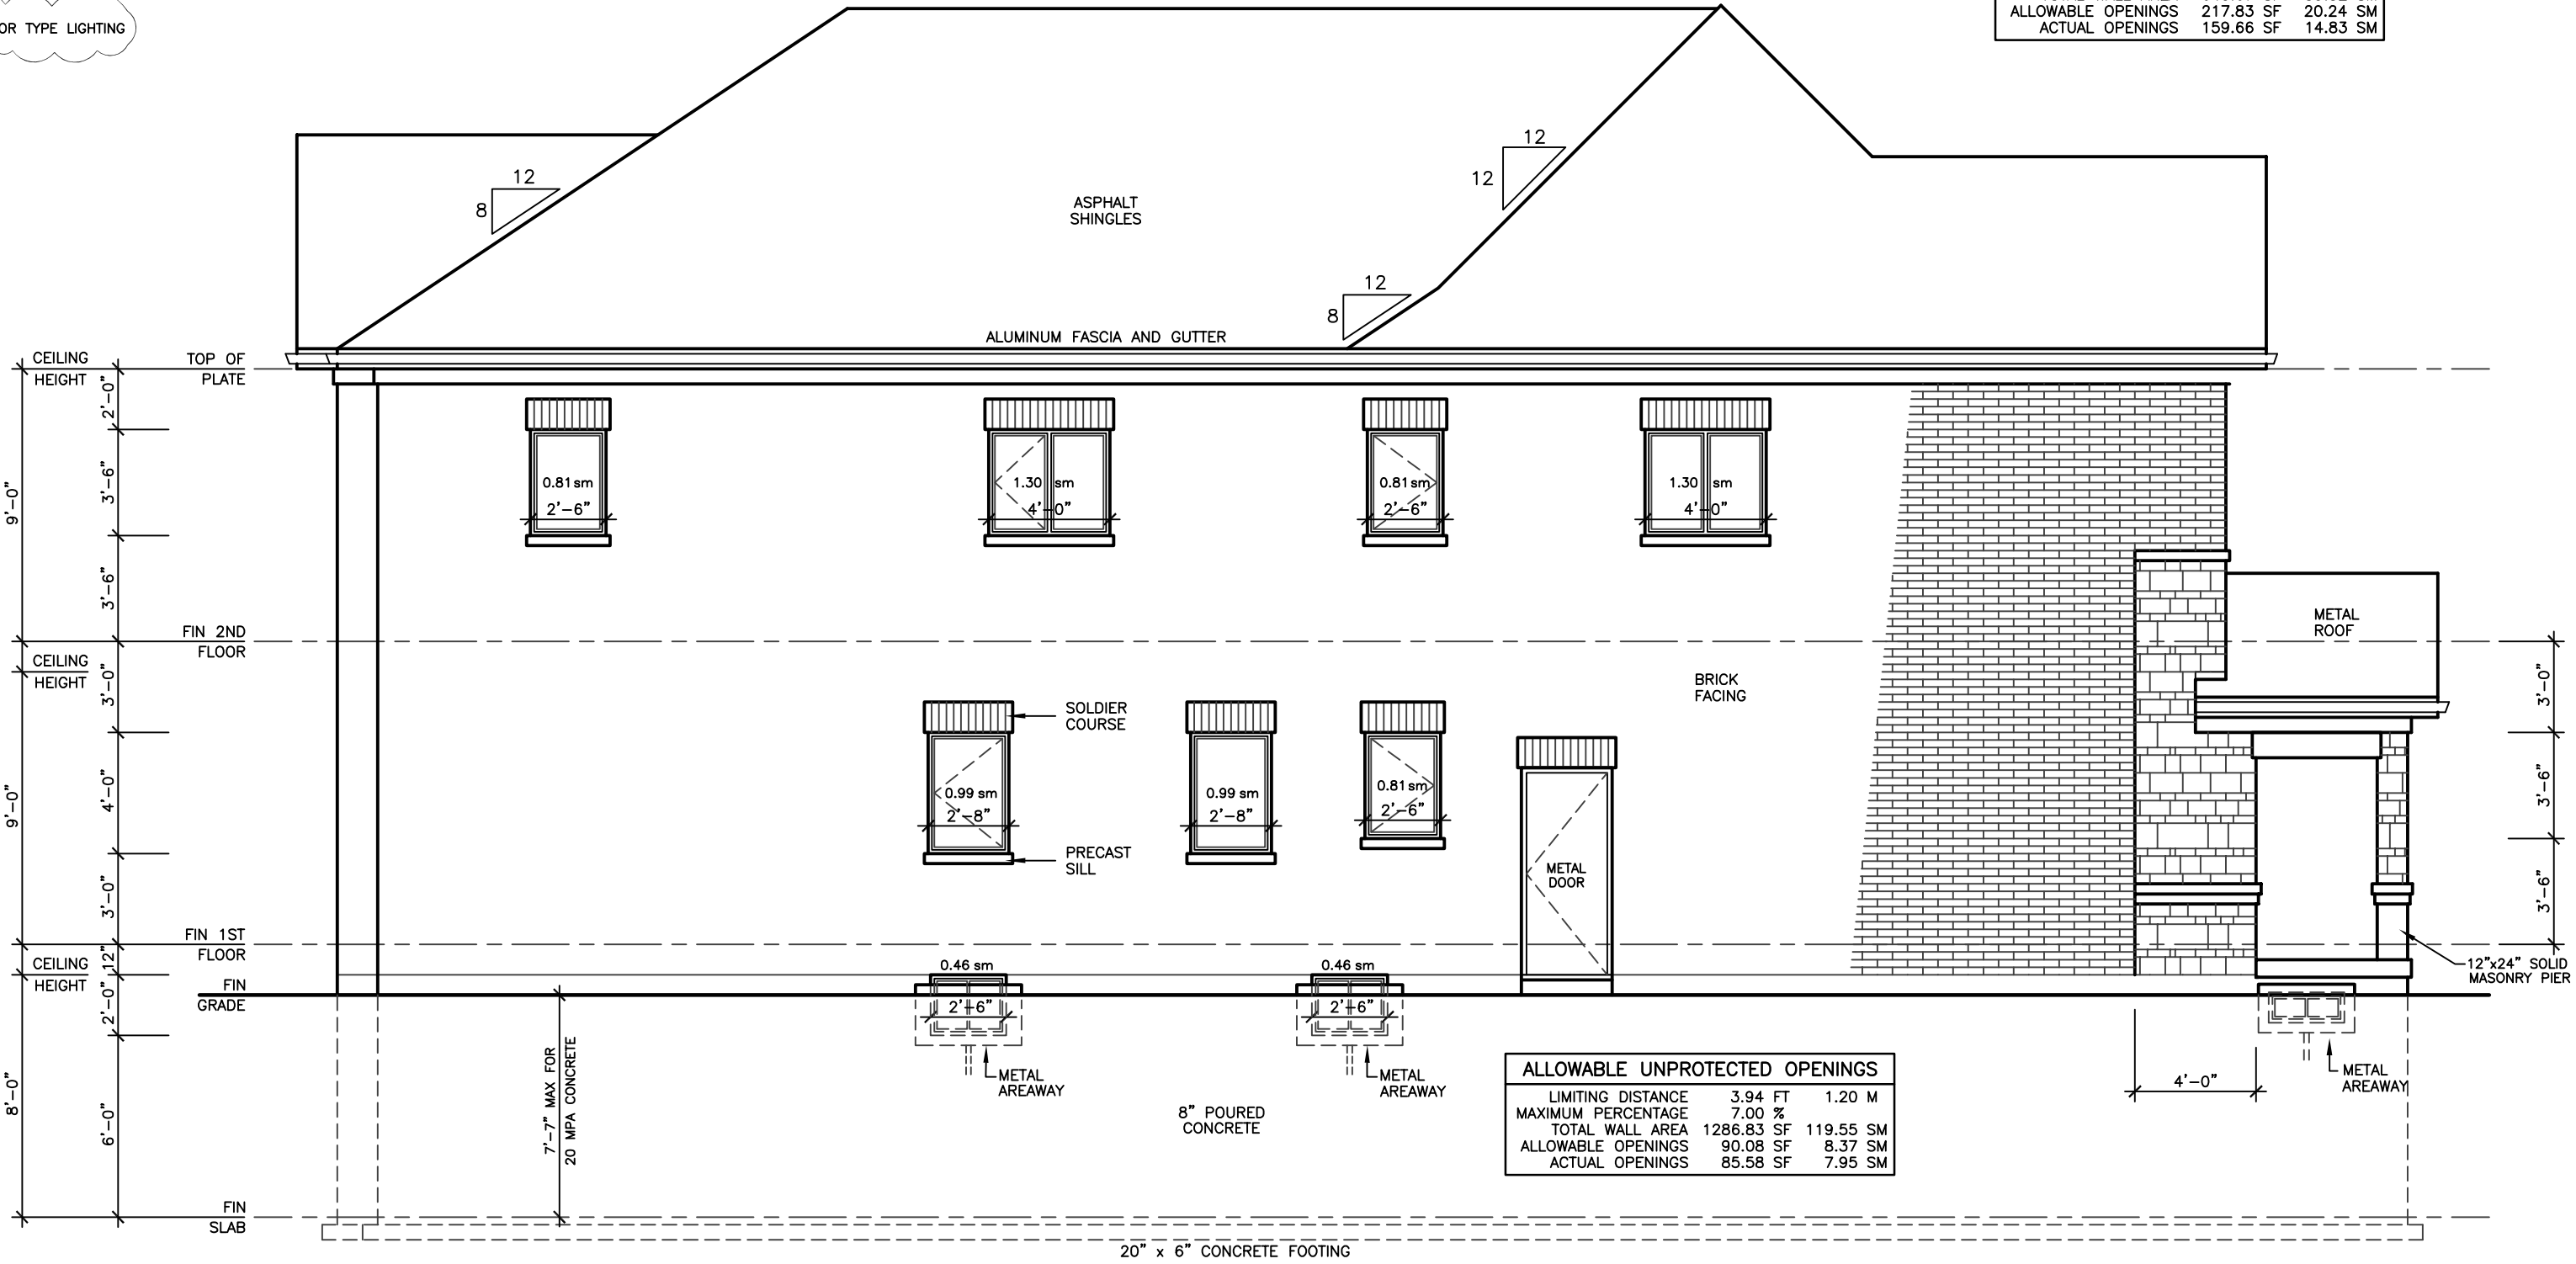 OR TYPE LIGHTING
ALLOWABLE OPENINGS 217.83 SF 20.24 SM
ACTUAL OPENINGS 159.66 SF 14.83 SM
12
8
12
12
12
8
ASPHALT
SHINGLES
ALUMINUM FASCIA AND GUTTER
CEILING
HEIGHT
TOP OF
PLATE
2'-0"
3'-6"
9'-0"
3'-6"
0.81 sm
2'-6"
1.30 sm
4'-0"
0.81 sm
2'-6"
1.30 sm
4'-0"
FIN 2ND
FLOOR
CEILING
HEIGHT
METAL
ROOF
BRICK
FACING
3'-0"
4'-0"
9'-0"
3'-0"
SOLDIER
COURSE
0.99 sm
2'-8"
0.99 sm
2'-8"
0.81 sm
2'-6"
PRECAST
SILL
METAL
DOOR
3'-0"
3'-6"
3'-6"
FIN 1ST
FLOOR
12"
CEILING
HEIGHT
2'-0"
FIN
GRADE
0.46 sm
2'-6"
0.46 sm
2'-6"
12"x24" SOLID
MASONRY PIER
METAL
AREAWAY
METAL
AREAWAY
METAL
AREAWAY
4'-0"
8'-0"
6'-0"
7'-7" MAX FOR
20 MPA CONCRETE
8" POURED
CONCRETE
ALLOWABLE UNPROTECTED OPENINGS
LIMITING DISTANCE 3.94 FT 1.20 M
MAXIMUM PERCENTAGE 7.00 %
TOTAL WALL AREA 1286.83 SF 119.55 SM
ALLOWABLE OPENINGS 90.08 SF 8.37 SM
ACTUAL OPENINGS 85.58 SF 7.95 SM
FIN
SLAB
20" x 6" CONCRETE FOOTING